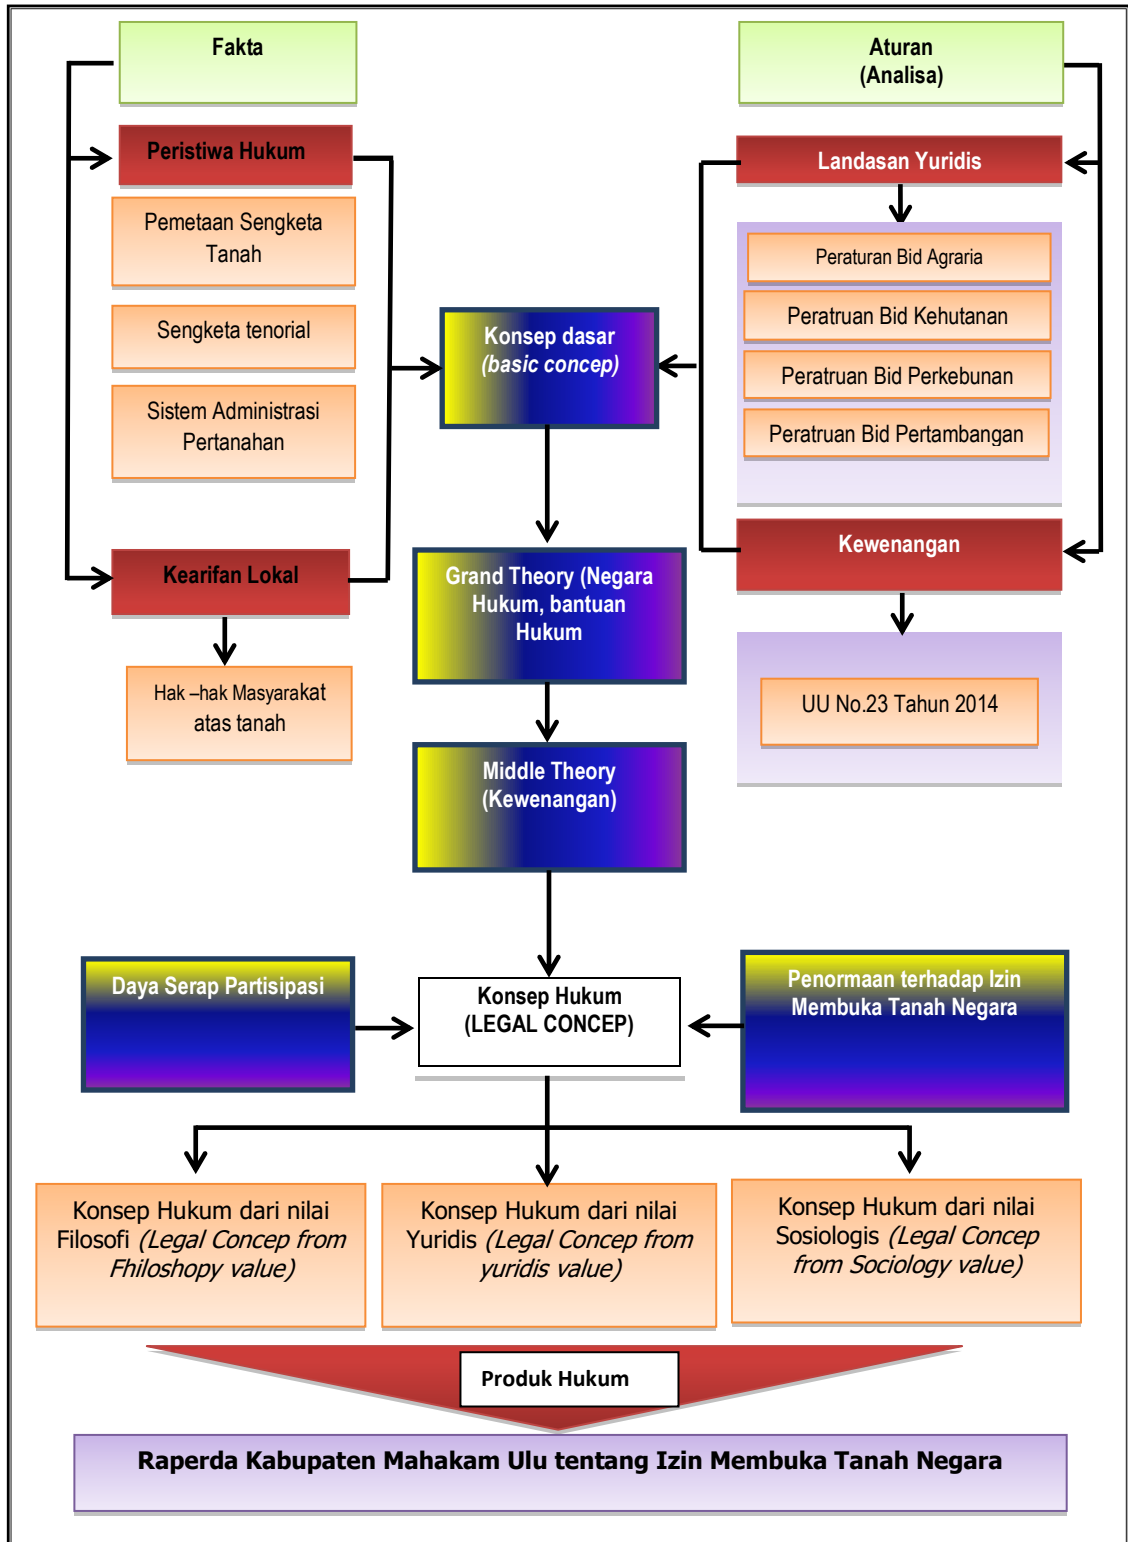 Fakta
Aturan
(Analisa)
Peristiwa Hukum
Landasan Yuridis
Pemetaan Sengketa
Tanah
Sengketa tenorial
Sistem Administrasi
Pertanahan
Peraturan Bid Agraria
Peratruan Bid Kehutanan
Peratruan Bid Perkebunan
Peratruan Bid Pertambangan
Konsep dasar
(basic concep)
Kearifan Lokal
Kewenangan
Hak –hak Masyarakat
atas tanah
UU No.23 Tahun 2014
Grand Theory (Negara
Hukum, bantuan
Hukum
Middle Theory
(Kewenangan)
Daya Serap Partisipasi
Konsep Hukum
(LEGAL CONCEP)
Penormaan terhadap Izin
Membuka Tanah Negara
Konsep Hukum dari nilai
Filosofi (Legal Concep from
Fhiloshopy value)
Konsep Hukum dari nilai
Yuridis (Legal Concep from
yuridis value)
Konsep Hukum dari nilai
Sosiologis (Legal Concep
from Sociology value)
Produk Hukum
Raperda Kabupaten Mahakam Ulu tentang Izin Membuka Tanah Negara